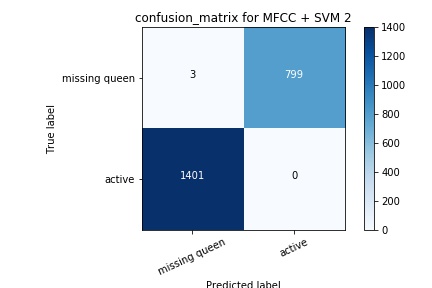 confusion_matrix for MFCC + SVM 2
1400
1200
1000
800
600
400
200
0
True label
missing queen
3
799
active
1401
0
missing queen
active
Predicted label